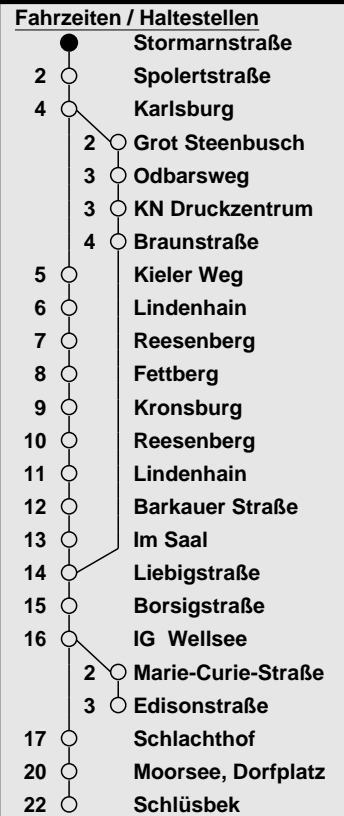 Fahrzeiten / Haltestellen
Stormarnstraße
2 Spolertstraße
4 Karlsburg
2 Grot Steenbusch
3 Odbarsweg
3 KN Druckzentrum
4 Braunstraße
5 Kieler Weg
6 Lindenhain
7 Reesenberg
8 Fettberg
9 Kronsburg
10 Reesenberg
11 Lindenhain
12 Barkauer Straße
13 Im Saal
14 Liebigstraße
15 Borsigstraße
16 IG Wellsee
2 Marie-Curie-Straße
3 Edisonstraße
17 Schlachthof
20 Moorsee, Dorfplatz
22 Schlüsbek